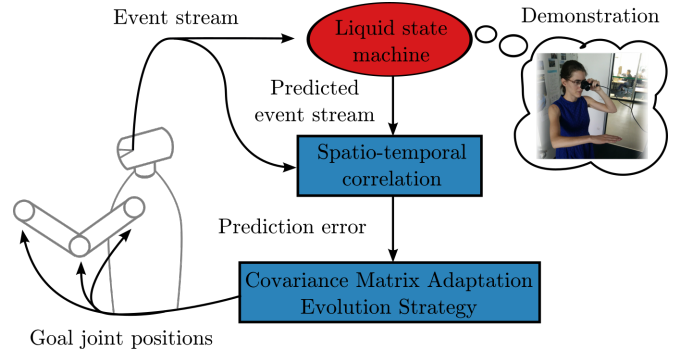 Event stream
Demonstration
Liquid state
machine
Predicted
event stream
Spatio-temporal
correlation
Prediction error
Covariance Matrix Adaptation
Evolution Strategy
Goal joint positions